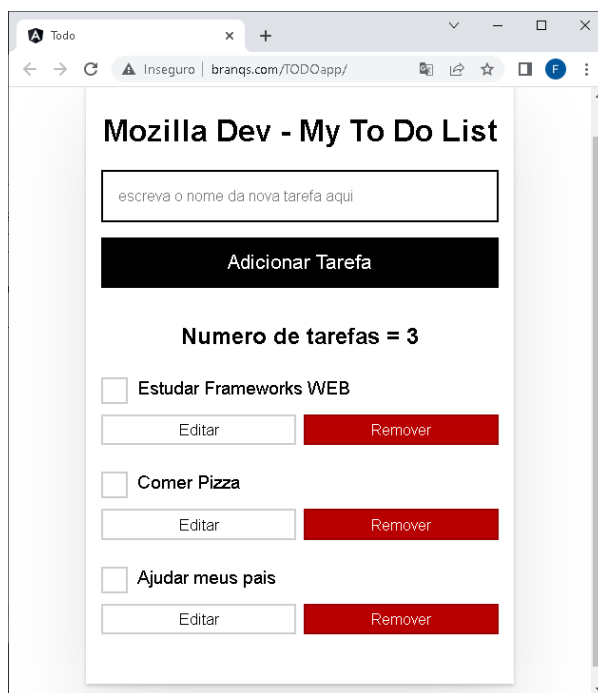 Todo
Inseguro | branqs.com/TODOapp/
F
Mozilla Dev - My To Do List
escreva o nome da nova tarefa aqui
Adicionar Tarefa
Numero de tarefas = 3
Estudar Frameworks WEB
Editar Remover
Comer Pizza
Editar Remover
Ajudar meus pais
Editar Remover